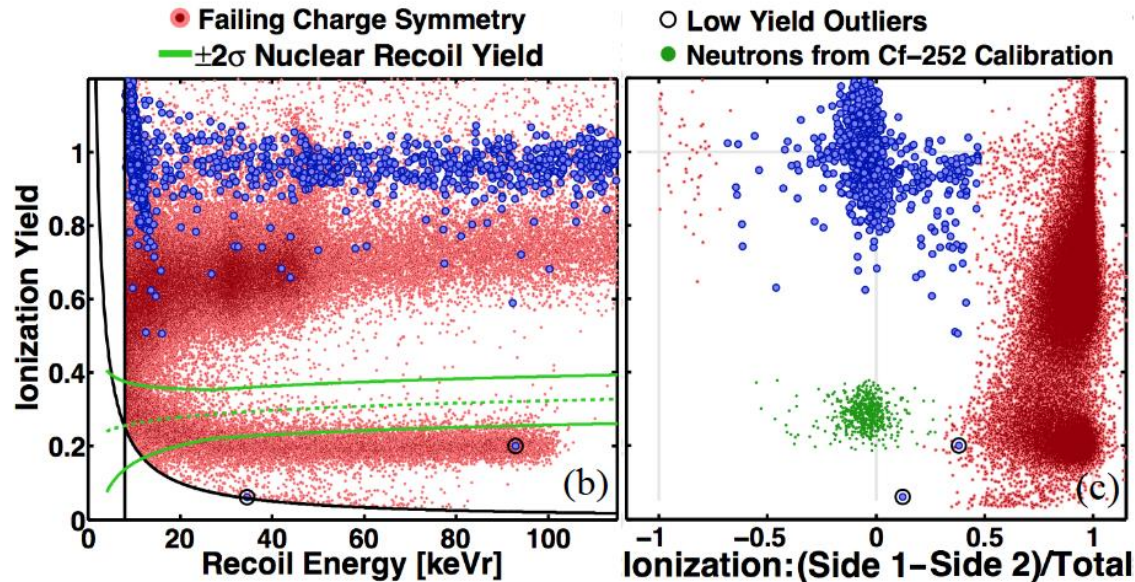 Failing Charge Symmetry
±2σ Nuclear Recoil Yield
Low Yield Outliers
Neutrons from Cf-252 Calibration
Ionization Yield
1
0.8
0.6
0.4
0.2
0
(b)
0 20 40 60 80 100
Recoil Energy [keVr]
(c)
-1 -0.5 0 0.5 1
Ionization:(Side 1-Side 2)/Total